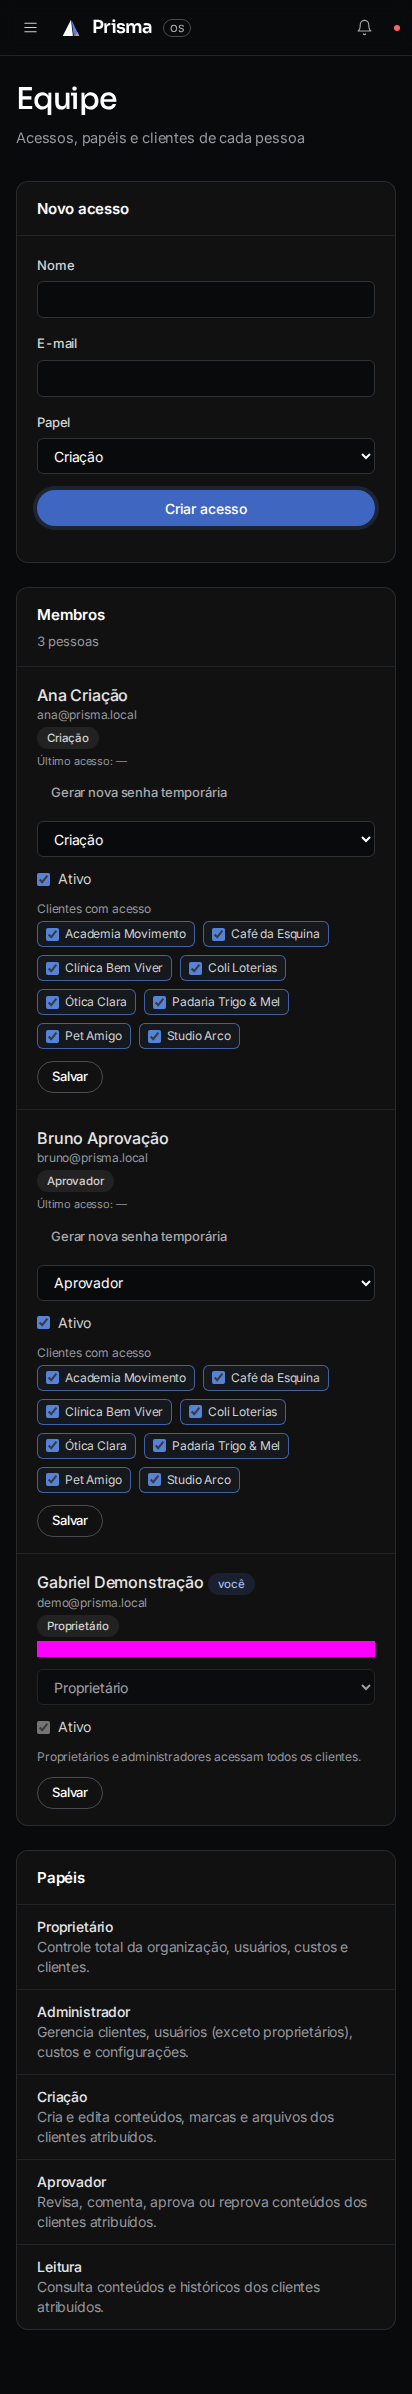 Prisma OS
Equipe
Acessos, papéis e clientes de cada pessoa
Novo acesso
Nome
E-mail
Papel
Criação
Criar acesso
Membros
3 pessoas
Ana Criação
ana@prisma.local
Criação
Último acesso: —
Gerar nova senha temporária
Criação
Ativo
Clientes com acesso
Academia Movimento Café da Esquina
Clínica Bem Viver Coli Loterias
Ótica Clara Padaria Trigo & Mel
Pet Amigo Studio Arco
Salvar
Bruno Aprovação
bruno@prisma.local
Aprovador
Último acesso: —
Gerar nova senha temporária
Aprovador
Ativo
Clientes com acesso
Academia Movimento Café da Esquina
Clínica Bem Viver Coli Loterias
Ótica Clara Padaria Trigo & Mel
Pet Amigo Studio Arco
Salvar
Gabriel Demonstração você
demo@prisma.local
Proprietário
Proprietário
Ativo
Proprietários e administradores acessam todos os clientes.
Salvar
Papéis
Proprietário
Controle total da organização, usuários, custos e
clientes.
Administrador
Gerencia clientes, usuários (exceto proprietários),
custos e configurações.
Criação
Cria e edita conteúdos, marcas e arquivos dos
clientes atribuídos.
Aprovador
Revisa, comenta, aprova ou reprova conteúdos dos
clientes atribuídos.
Leitura
Consulta conteúdos e históricos dos clientes
atribuídos.